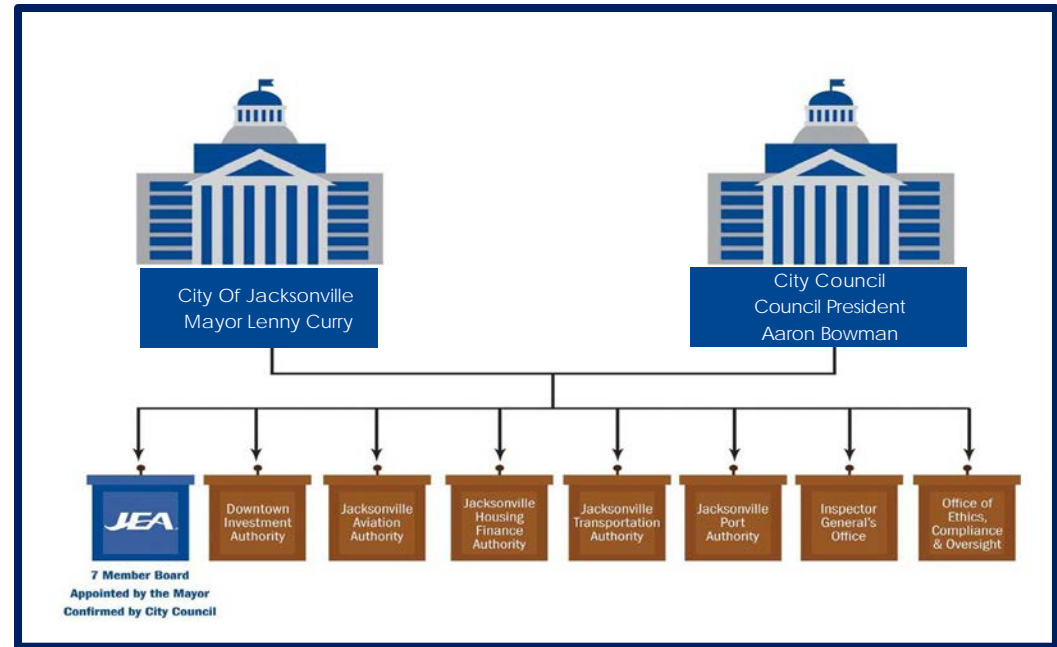 City Of Jacksonville
Mayor Lenny Curry
City Council
Council President
Aaron Bowman
JEA
Downtown
Investment
Authority
Jacksonville
Aviation
Authority
Jacksonville
Housing
Finance
Authority
Jacksonville
Transportation
Authority
Jacksonville
Port
Authority
Inspector
General's
Office
Office of
Ethics,
Compliance
& Oversight
7 Member Board
Appointed by the Mayor
Confirmed by City Council